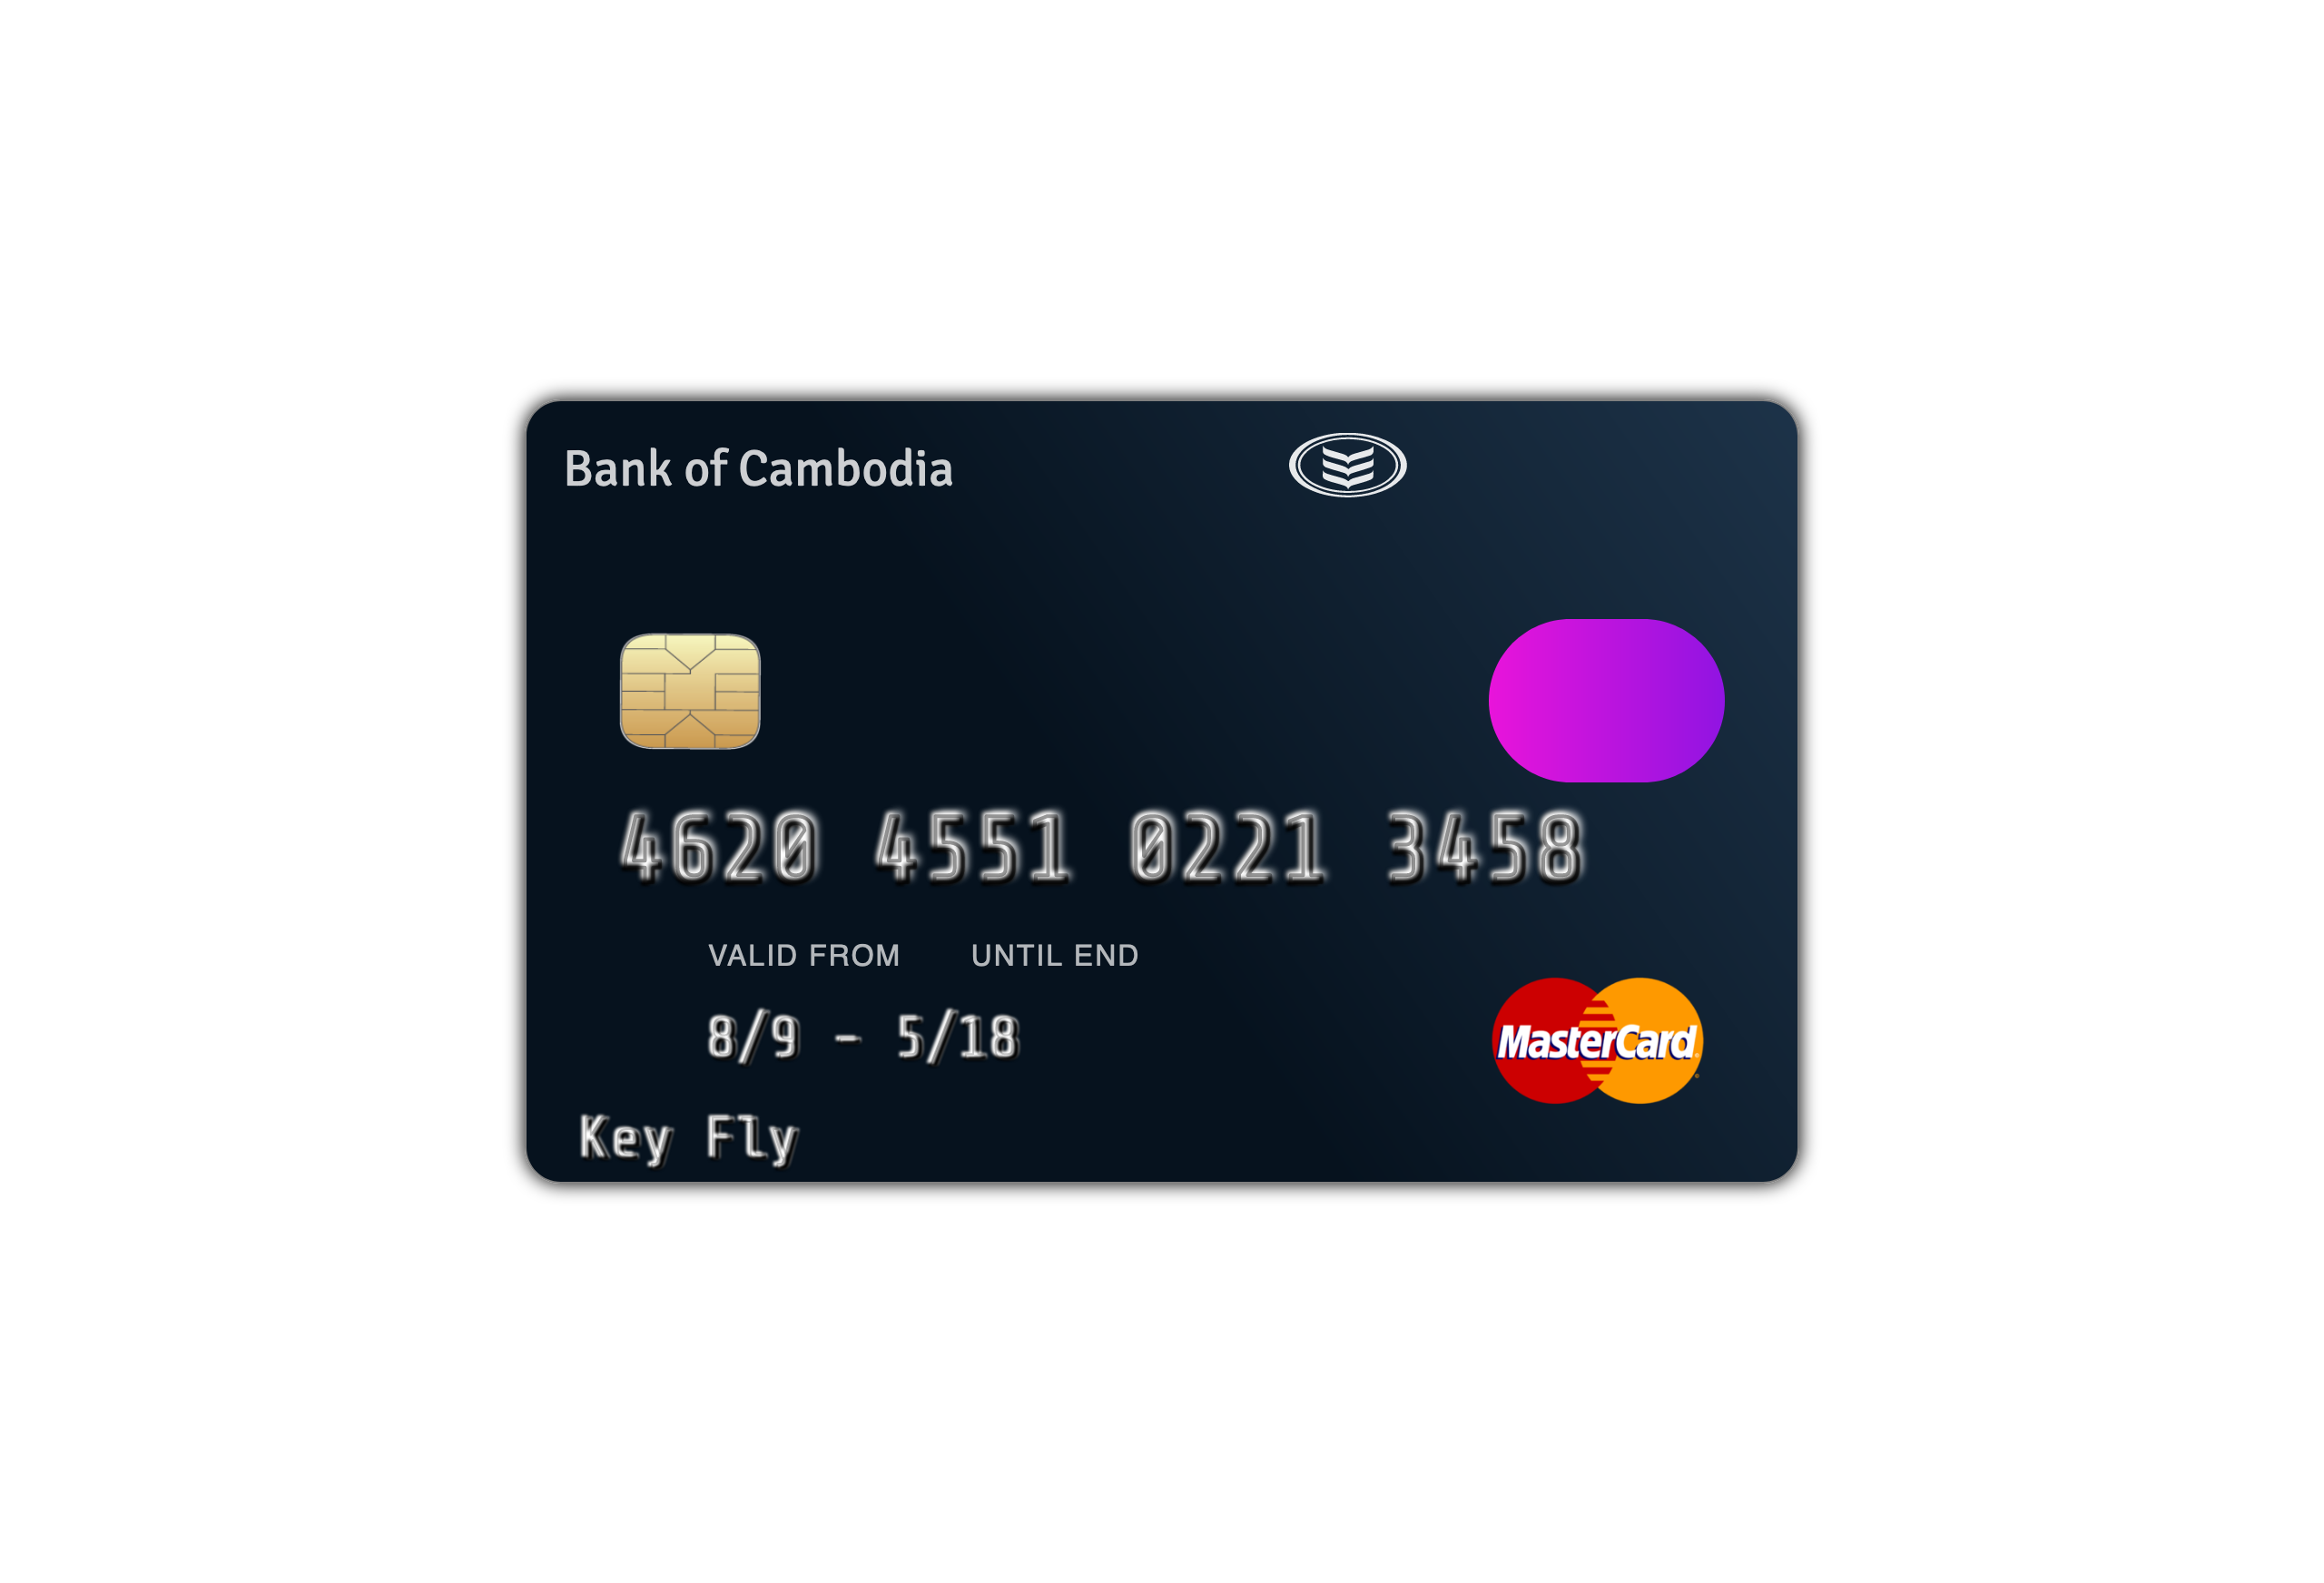 Bank of Cambodia
4620 4551 0221 3458
VALID FROM UNTIL END
8/9 - 5/18
MasterCard
Key Fly